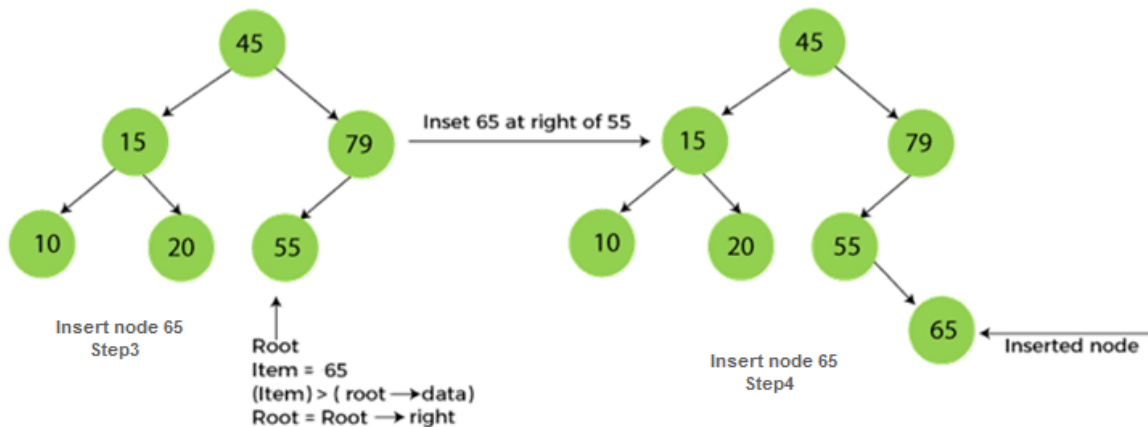 45
15
79
10
20
55
Insert node 65
Step3
Root
Item = 65
(Item) > ( root → data)
Root = Root → right
Inset 65 at right of 55
45
15
79
10
20
55
65
Inserted node
Insert node 65
Step4